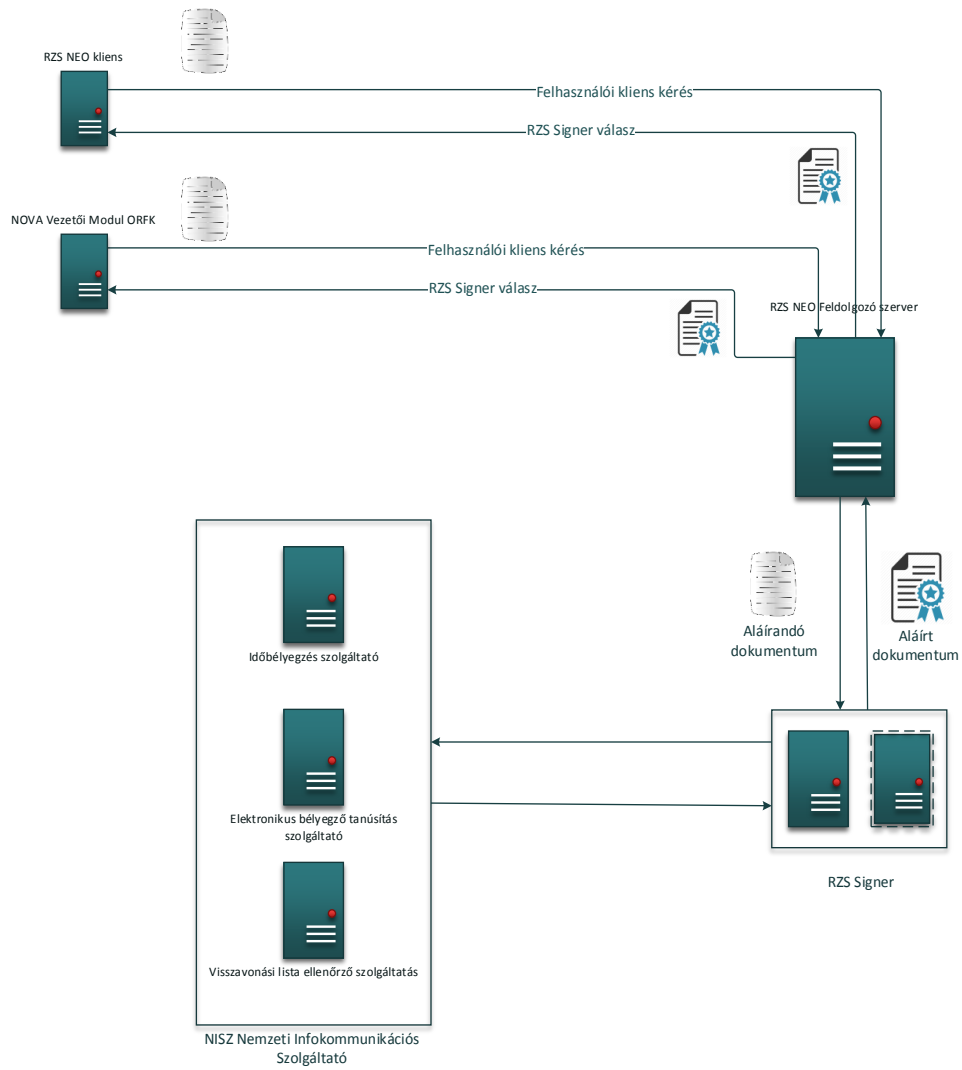 RZS NEO kliens
Felhasználói kliens kérés
RZS Signer válasz
NOVA Vezetői Modul ORFK
Felhasználói kliens kérés
RZS Signer válasz
RZS NEO Feldolgozó szerver
Aláírandó
dokumentum
Aláírt
dokumentum
Időbélyegzés szolgáltató
Elektronikus bélyegző tanúsítás
szolgáltató
RZS Signer
Visszavonási lista ellenőrző szolgáltatás
NISZ Nemzeti Infokommunikációs
Szolgáltató